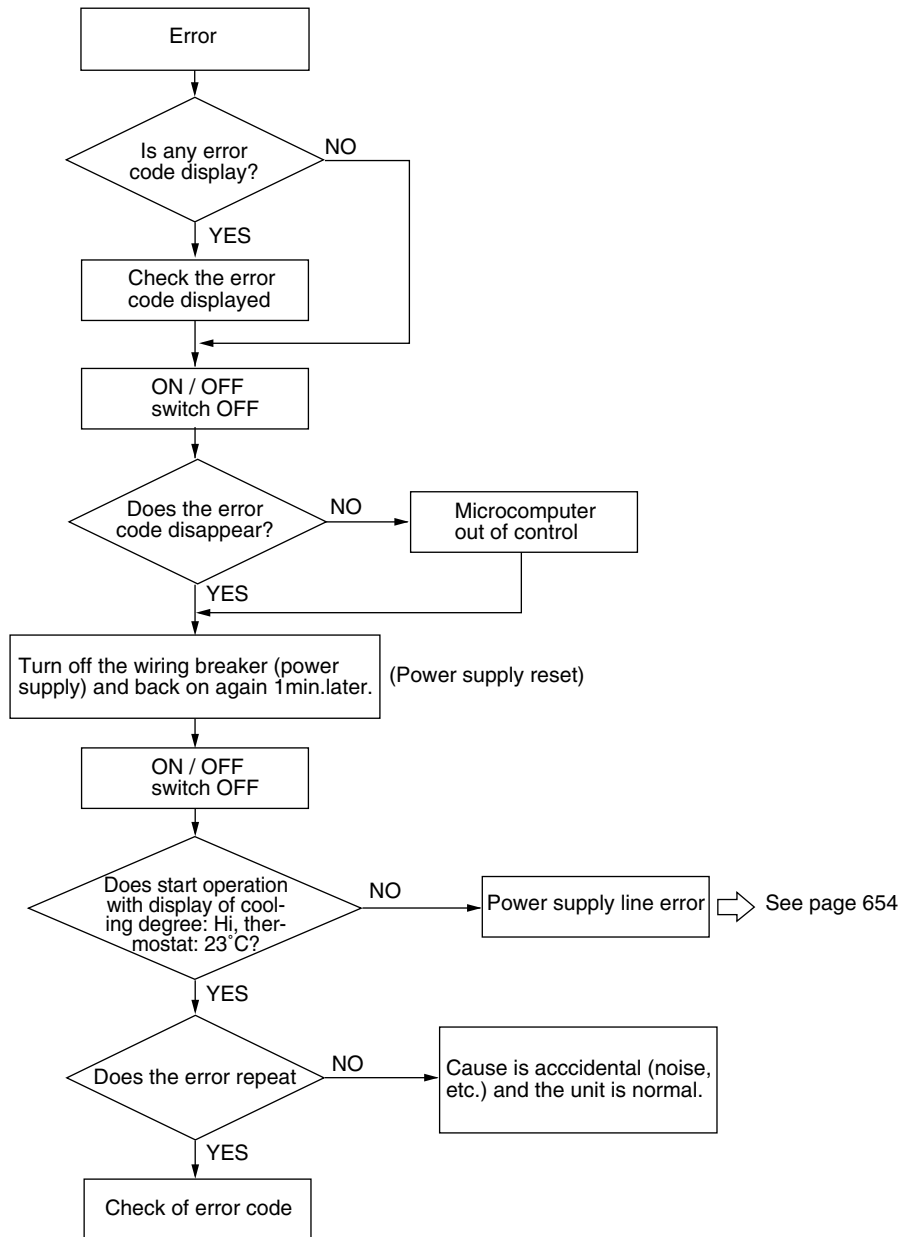 Error
Is any error
code display?
NO
YES
Check the error
code displayed
ON / OFF
switch OFF
Does the error
code disappear?
NO
Microcomputer
out of control
YES
Turn off the wiring breaker (power
supply) and back on again 1min.later.
(Power supply reset)
ON / OFF
switch OFF
Does start operation
with display of cool-
ing degree: Hi, ther-
mostat: 23˚C?
NO
Power supply line error
See page 654
YES
Does the error repeat
NO
Cause is acccidental (noise,
etc.) and the unit is normal.
YES
Check of error code